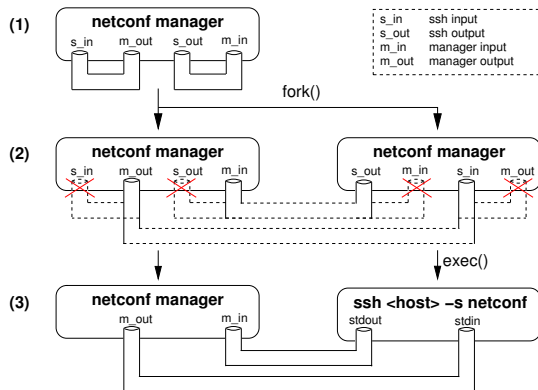 (1)
netconf manager
s_in m_out s_out m_in
s_in ssh input
s_out ssh output
m_in manager input
m_out manager output
fork()
(2)
netconf manager
s_in m_out s_out m_in
netconf manager
s_out m_in s_in m_out
exec()
(3)
netconf manager
m_out m_in
ssh <host> −s netconf
stdout stdin